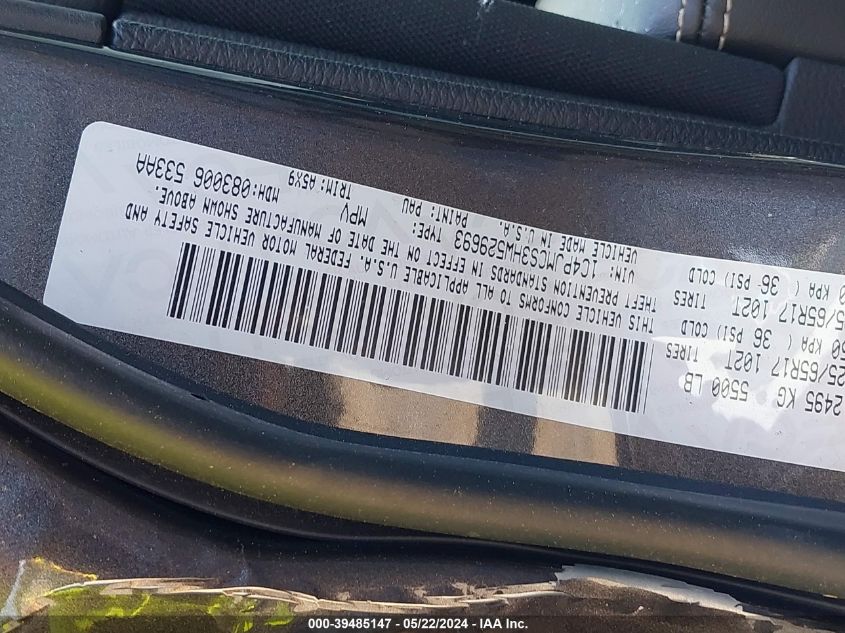 2495 KG 5500 LB
25/65R17 102T TIRES
50 KPA ( 36 PSI) COLD
5/65R17 102T TIRES
0 KPA ( 36 PSI) COLD
THIS VEHICLE CONFORMS TO ALL APPLICABLE U.S.A. FEDERAL MOTOR VEHICLE SAFETY AND
THEFT PREVENTION STANDARDS IN EFFECT ON THE DATE OF MANUFACTURE SHOWN ABOVE.
VIN: 1C4PJMCS3HW529693 TYPE: MPV MDH:083006 533AA
VEHICLE MADE IN U.S.A. PAINT: PAU TRIM: A5X9
000-39485147 - 05/22/2024 - IAA Inc.